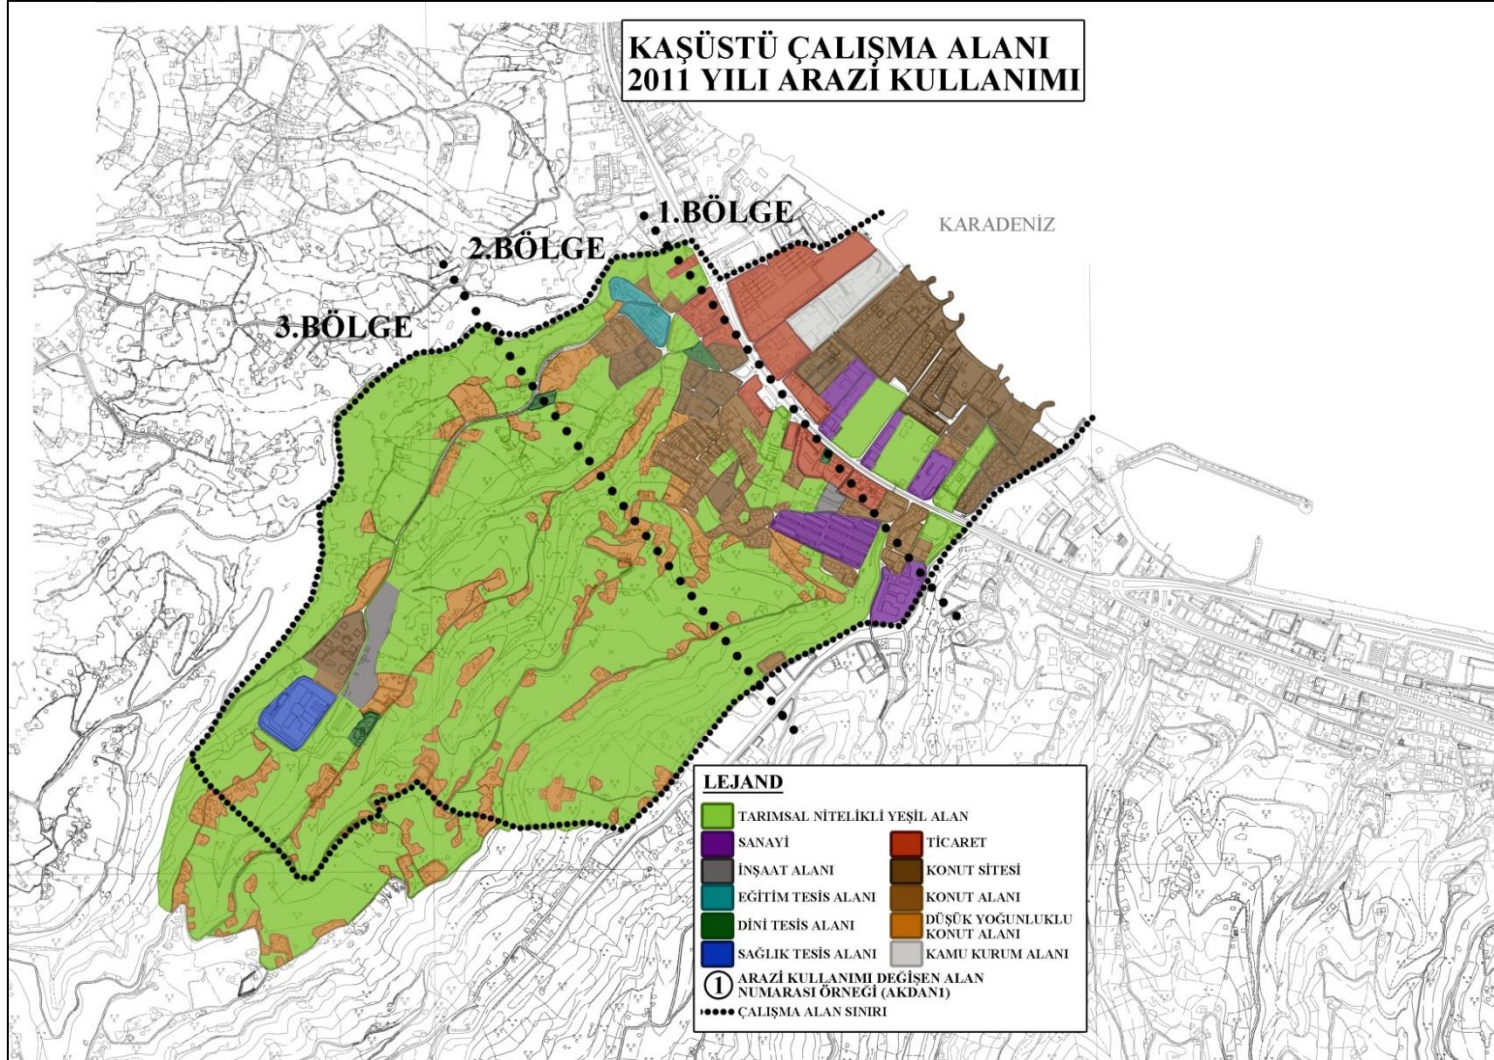 KAŞÜSTÜ ÇALIŞMA ALANI
2011 YILI ARAZİ KULLANIMI
KARADENİZ
1.BÖLGE
2.BÖLGE
3.BÖLGE
LEJAND
TARIMSAL NİTELİKLİ YEŞİL ALAN
SANAYİ
TİCARET
İNŞAAT ALANI
KONUT SİTESİ
EĞİTİM TESİS ALANI
KONUT ALANI
DİNİ TESİS ALANI
DÜŞÜK YOĞUNLUKLU
KONUT ALANI
SAĞLIK TESİS ALANI
KAMU KURUM ALANI
1 ARAZİ KULLANIMI DEĞİŞEN ALAN
NUMARASI ÖRNEĞİ (AKDAN1)
ÇALIŞMA ALAN SINIRI